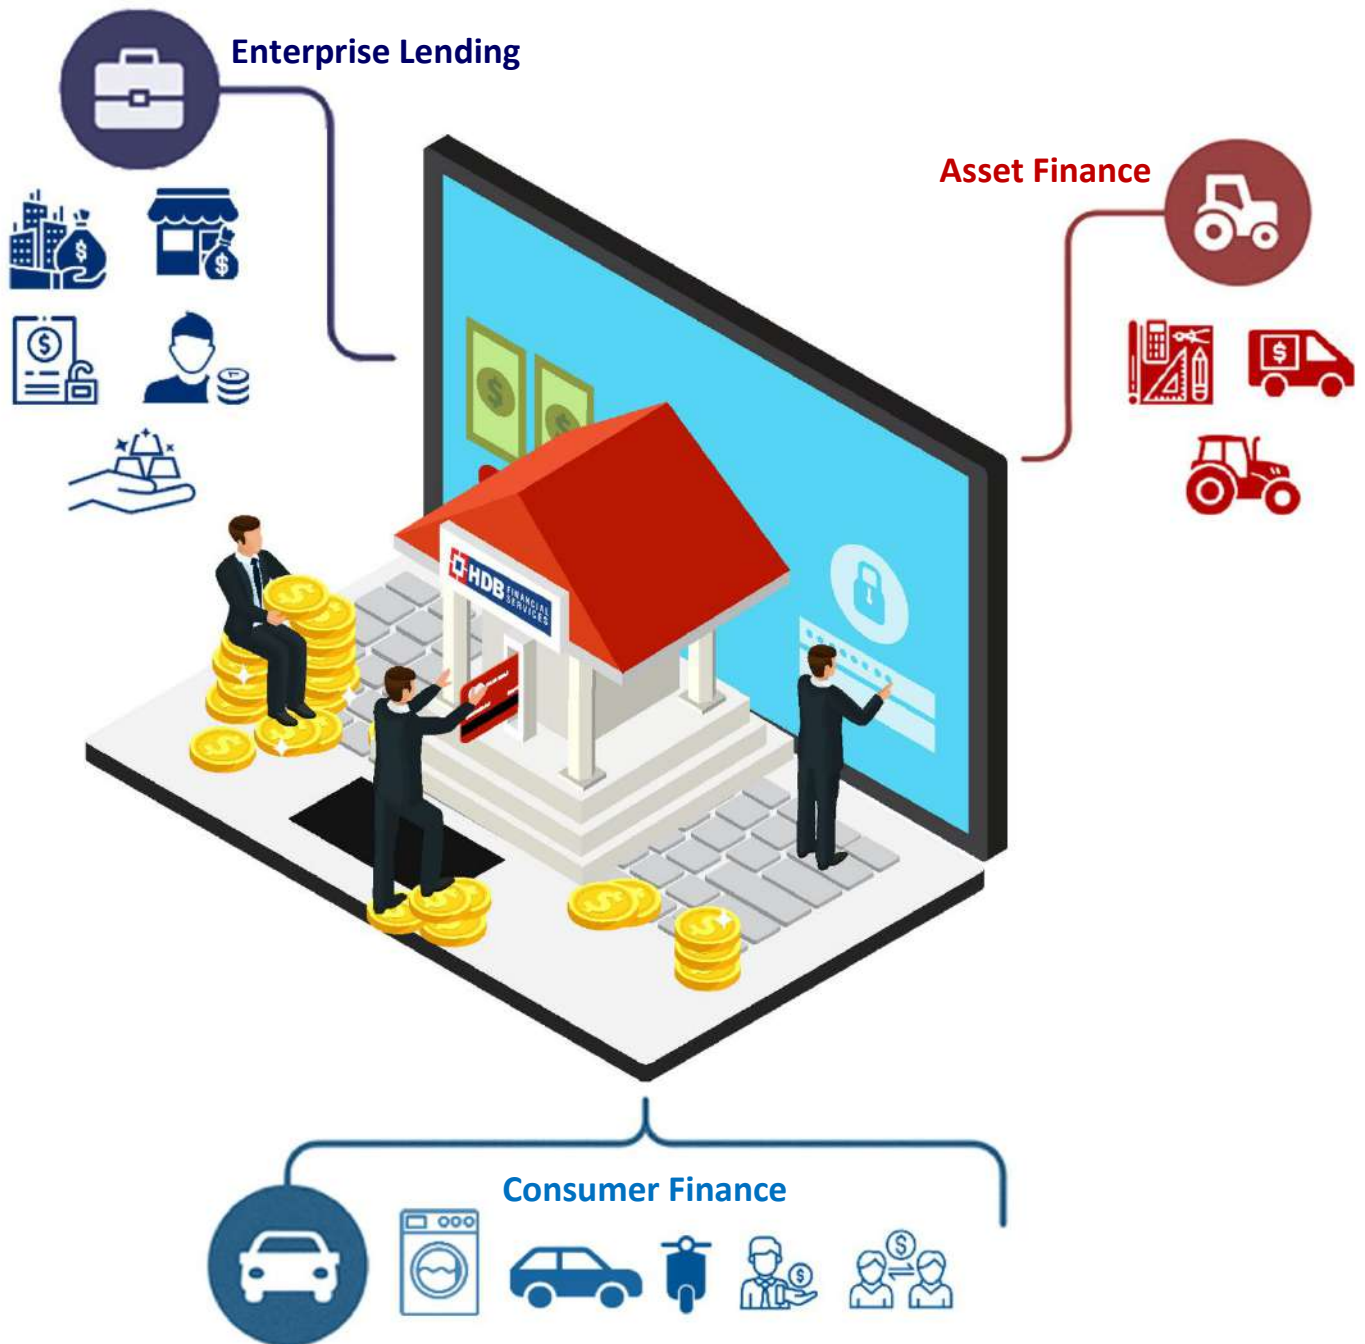 Enterprise Lending
Asset Finance
HDB FINANCIAL
SERVICES
Consumer Finance